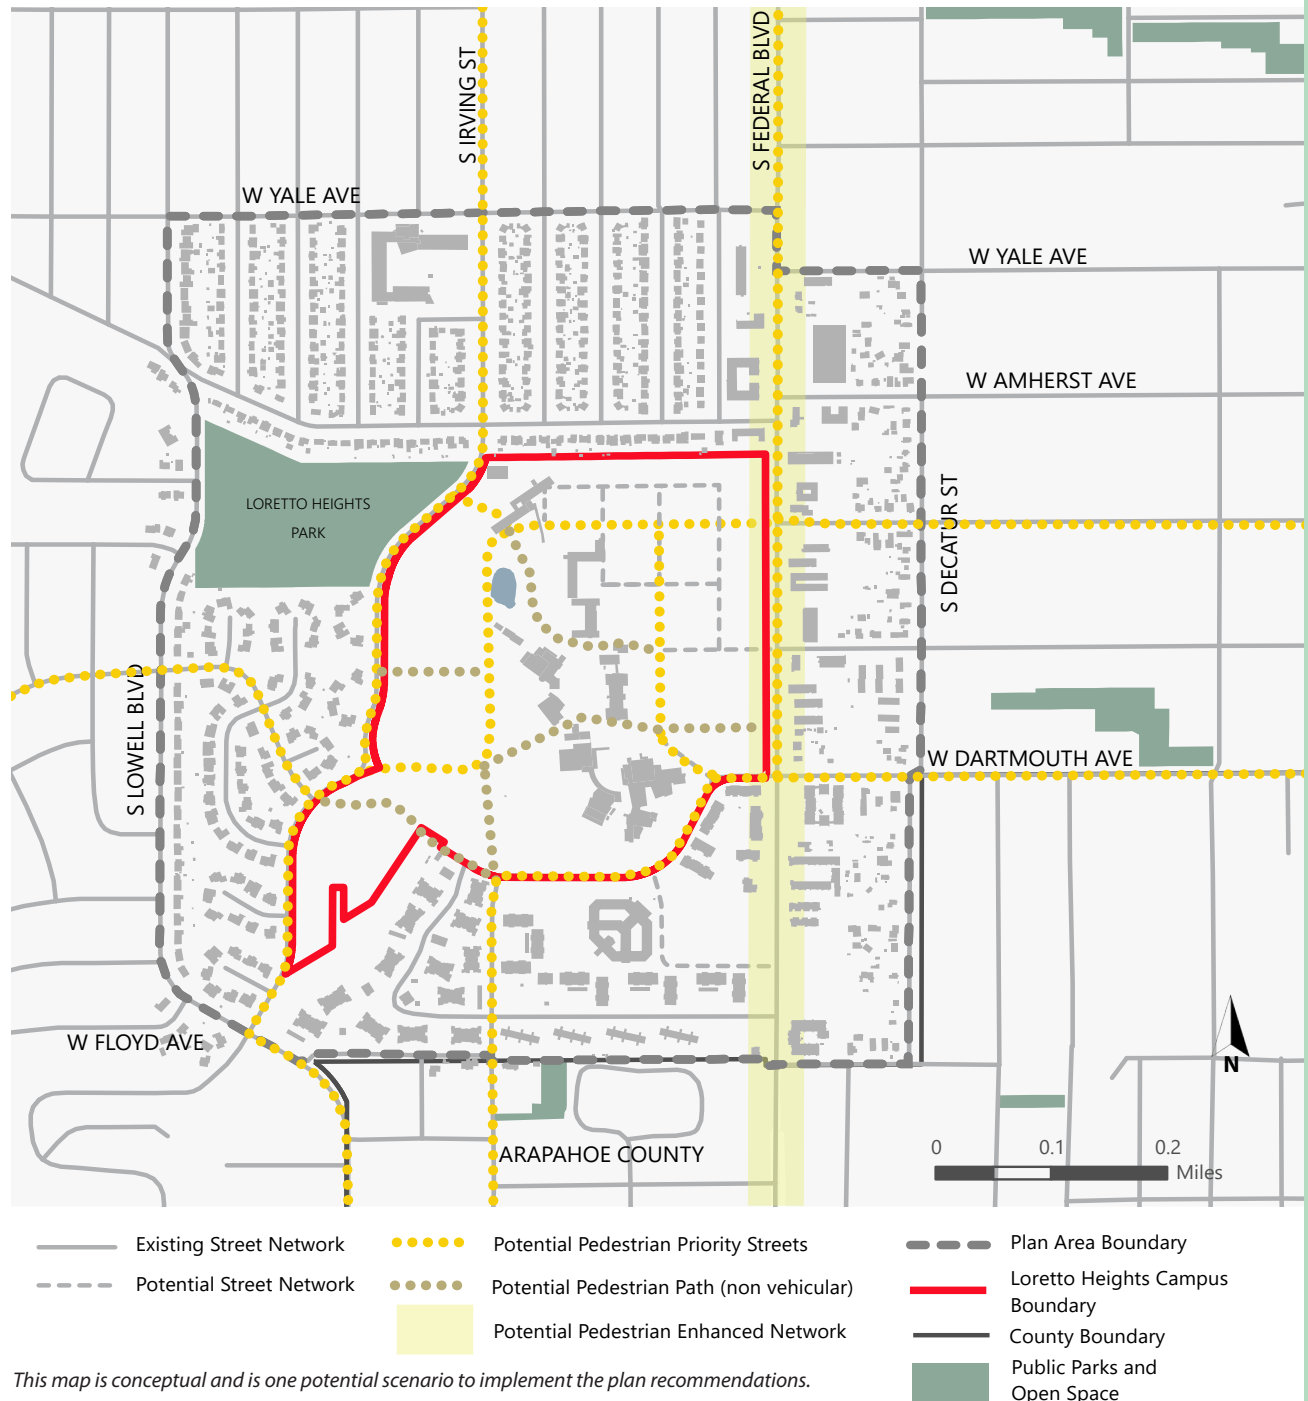 S IRVING ST
S FEDERAL BLVD
W YALE AVE
W YALE AVE
W AMHERST AVE
LORETTO HEIGHTS
PARK
S DECATUR ST
S LOWELL BLVD
W DARTMOUTH AVE
W FLOYD AVE
N
ARAPAHOE COUNTY
0 0.1 0.2
Miles
Existing Street Network
Potential Street Network
Potential Pedestrian Priority Streets
Potential Pedestrian Path (non vehicular)
Potential Pedestrian Enhanced Network
Plan Area Boundary
Loretto Heights Campus
Boundary
County Boundary
Public Parks and
Open Space
This map is conceptual and is one potential scenario to implement the plan recommendations.